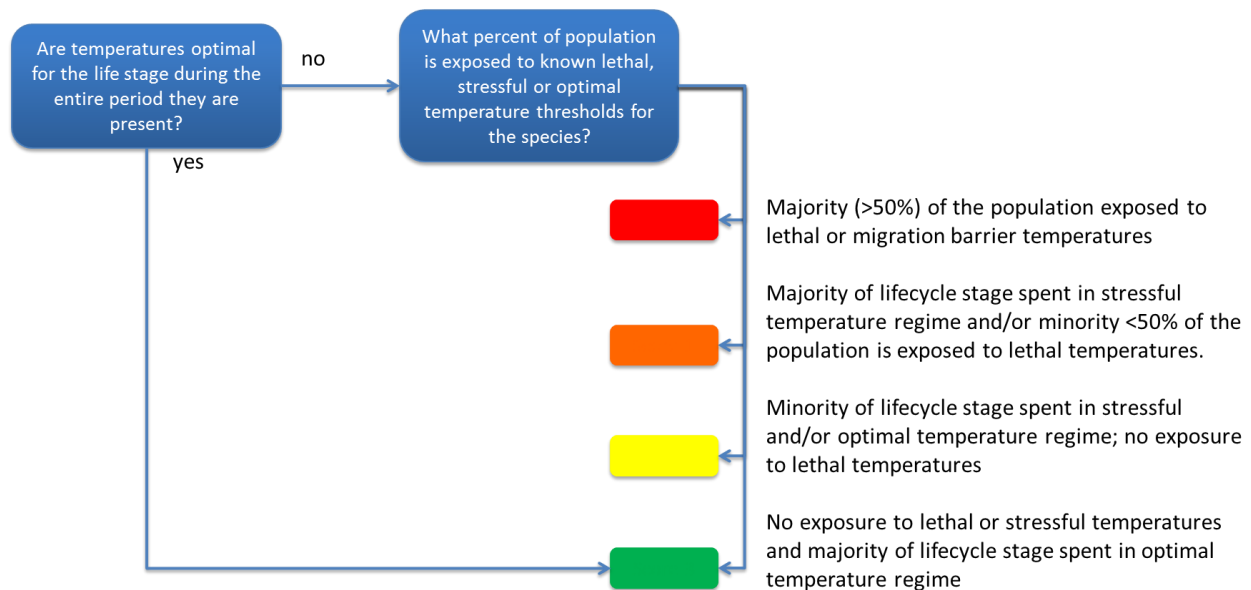 Are temperatures optimal
for the life stage during the
entire period they are
present?
no
What percent of population
is exposed to known lethal,
stressful or optimal
temperature thresholds for
the species?
yes
Majority (>50%) of the population exposed to
lethal or migration barrier temperatures
Majority of lifecycle stage spent in stressful
temperature regime and/or minority <50% of the
population is exposed to lethal temperatures.
Minority of lifecycle stage spent in stressful
and/or optimal temperature regime; no exposure
to lethal temperatures
No exposure to lethal or stressful temperatures
and majority of lifecycle stage spent in optimal
temperature regime